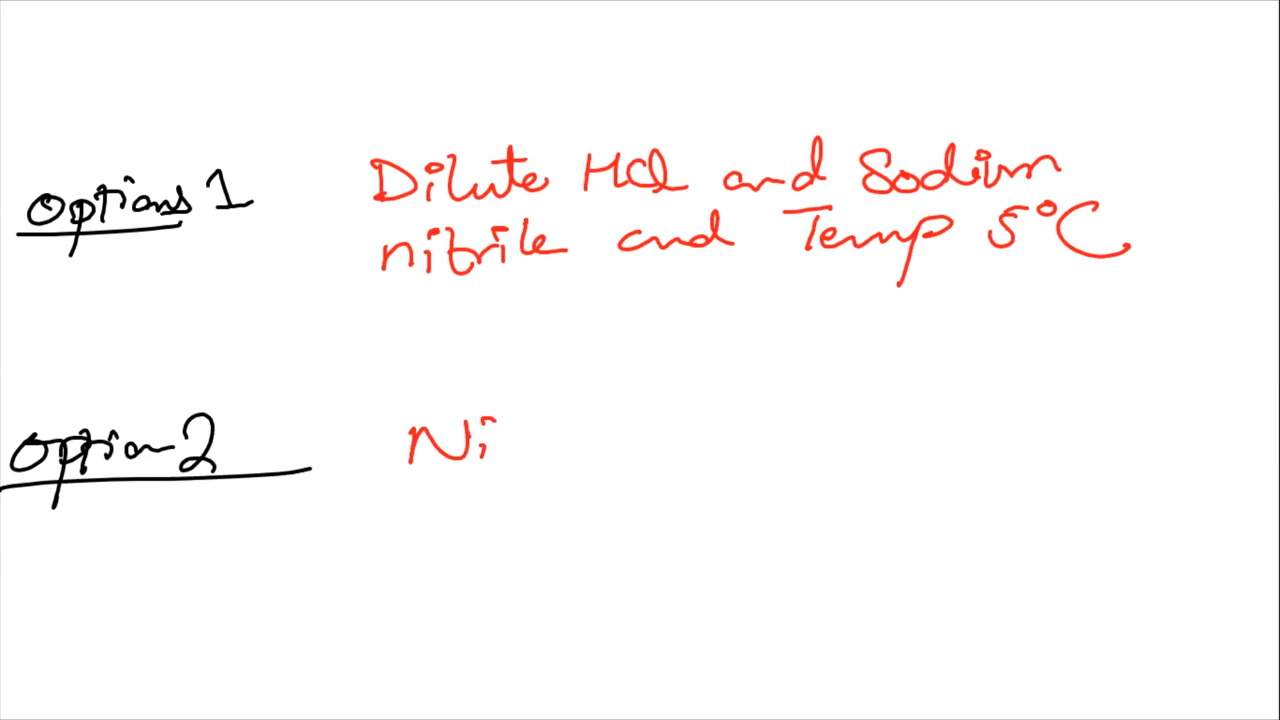 Options 1
Dilute HCl and Sodium
nitrile and Temp 5°C
Option 2
Ni